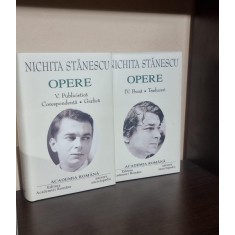 NICHITA STĂNESCU
OPERE
V. Publicistică
Corespondență • Grafică
ACADEMIA ROMÂNĂ
NICHITA STĂNESCU
OPERE
IV. Proză • Traduceri
ACADEMIA ROMÂNĂ